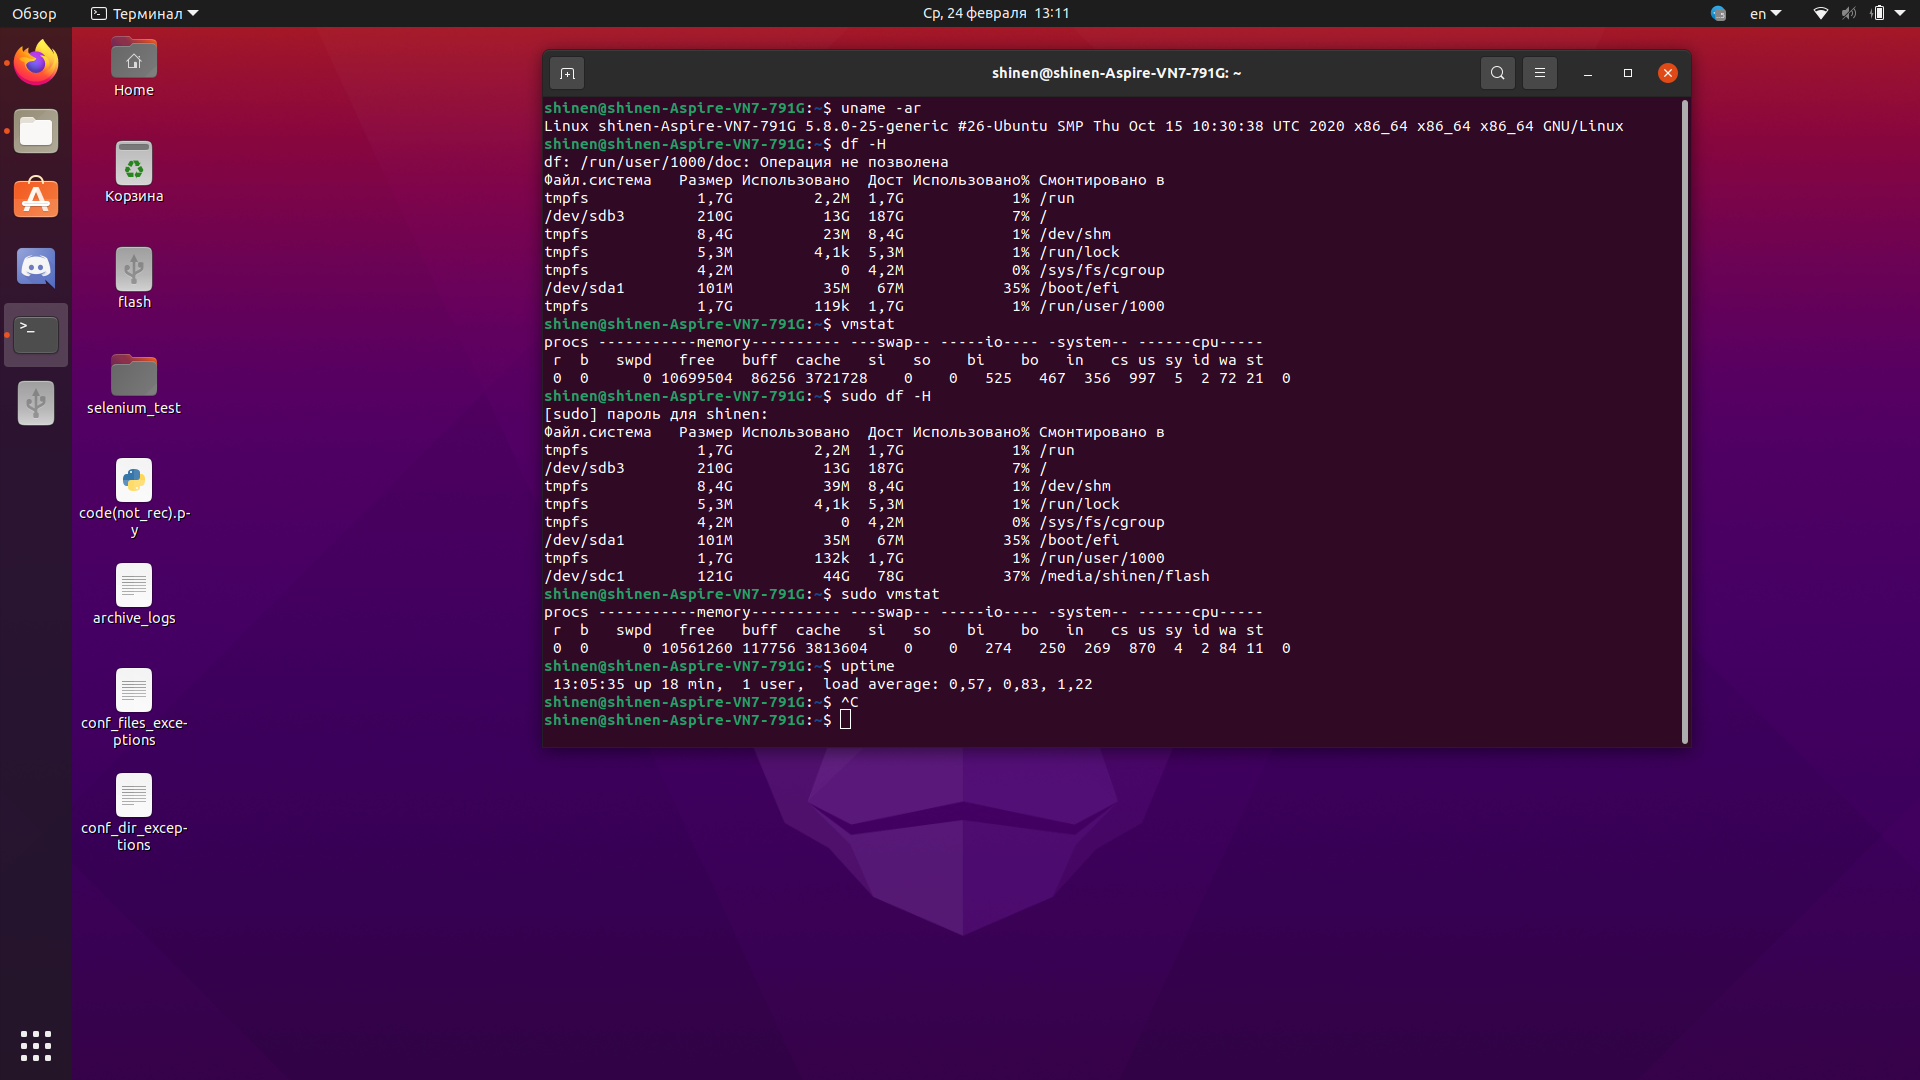 Обзор
Терминал
Ср, 24 февраля 13:11
en
Home
Корзина
flash
selenium_test
code(not_rec).p-
y
archive_logs
conf_files_exce-
ptions
conf_dir_excep-
tions
shinen@shinen-Aspire-VN7-791G: ~
shinen@shinen-Aspire-VN7-791G:~$ uname -ar
Linux shinen-Aspire-VN7-791G 5.8.0-25-generic #26-Ubuntu SMP Thu Oct 15 10:30:38 UTC 2020 x86_64 x86_64 x86_64 GNU/Linux
shinen@shinen-Aspire-VN7-791G:~$ df -H
df: /run/user/1000/doc: Операция не позволена
Файл.система   Размер Использовано  Дост Использовано% Смонтировано в
tmpfs            1,7G         2,2M  1,7G            1% /run
/dev/sdb3        210G          13G  187G            7% /
tmpfs            8,4G          23M  8,4G            1% /dev/shm
tmpfs            5,3M         4,1k  5,3M            1% /run/lock
tmpfs            4,2M            0  4,2M            0% /sys/fs/cgroup
/dev/sda1        101M          35M   67M           35% /boot/efi
tmpfs            1,7G         119k  1,7G            1% /run/user/1000
shinen@shinen-Aspire-VN7-791G:~$ vmstat
procs -----------memory---------- ---swap-- -----io---- -system-- ------cpu-----
 r  b   swpd   free   buff  cache   si   so    bi    bo   in   cs us sy id wa st
 0  0      0 10699504  86256 3721728    0    0   525   467  356  997  5  2 72 21  0
shinen@shinen-Aspire-VN7-791G:~$ sudo df -H
[sudo] пароль для shinen:
Файл.система   Размер Использовано  Дост Использовано% Смонтировано в
tmpfs            1,7G         2,2M  1,7G            1% /run
/dev/sdb3        210G          13G  187G            7% /
tmpfs            8,4G          39M  8,4G            1% /dev/shm
tmpfs            5,3M         4,1k  5,3M            1% /run/lock
tmpfs            4,2M            0  4,2M            0% /sys/fs/cgroup
/dev/sda1        101M          35M   67M           35% /boot/efi
tmpfs            1,7G         132k  1,7G            1% /run/user/1000
/dev/sdc1        121G          44G   78G           37% /media/shinen/flash
shinen@shinen-Aspire-VN7-791G:~$ sudo vmstat
procs -----------memory---------- ---swap-- -----io---- -system-- ------cpu-----
 r  b   swpd   free   buff  cache   si   so    bi    bo   in   cs us sy id wa st
 0  0      0 10561260 117756 3813604    0    0   274   250  269  870  4  2 84 11  0
shinen@shinen-Aspire-VN7-791G:~$ uptime
 13:05:35 up 18 min,  1 user,  load average: 0,57, 0,83, 1,22
shinen@shinen-Aspire-VN7-791G:~$ ^C
shinen@shinen-Aspire-VN7-791G:~$